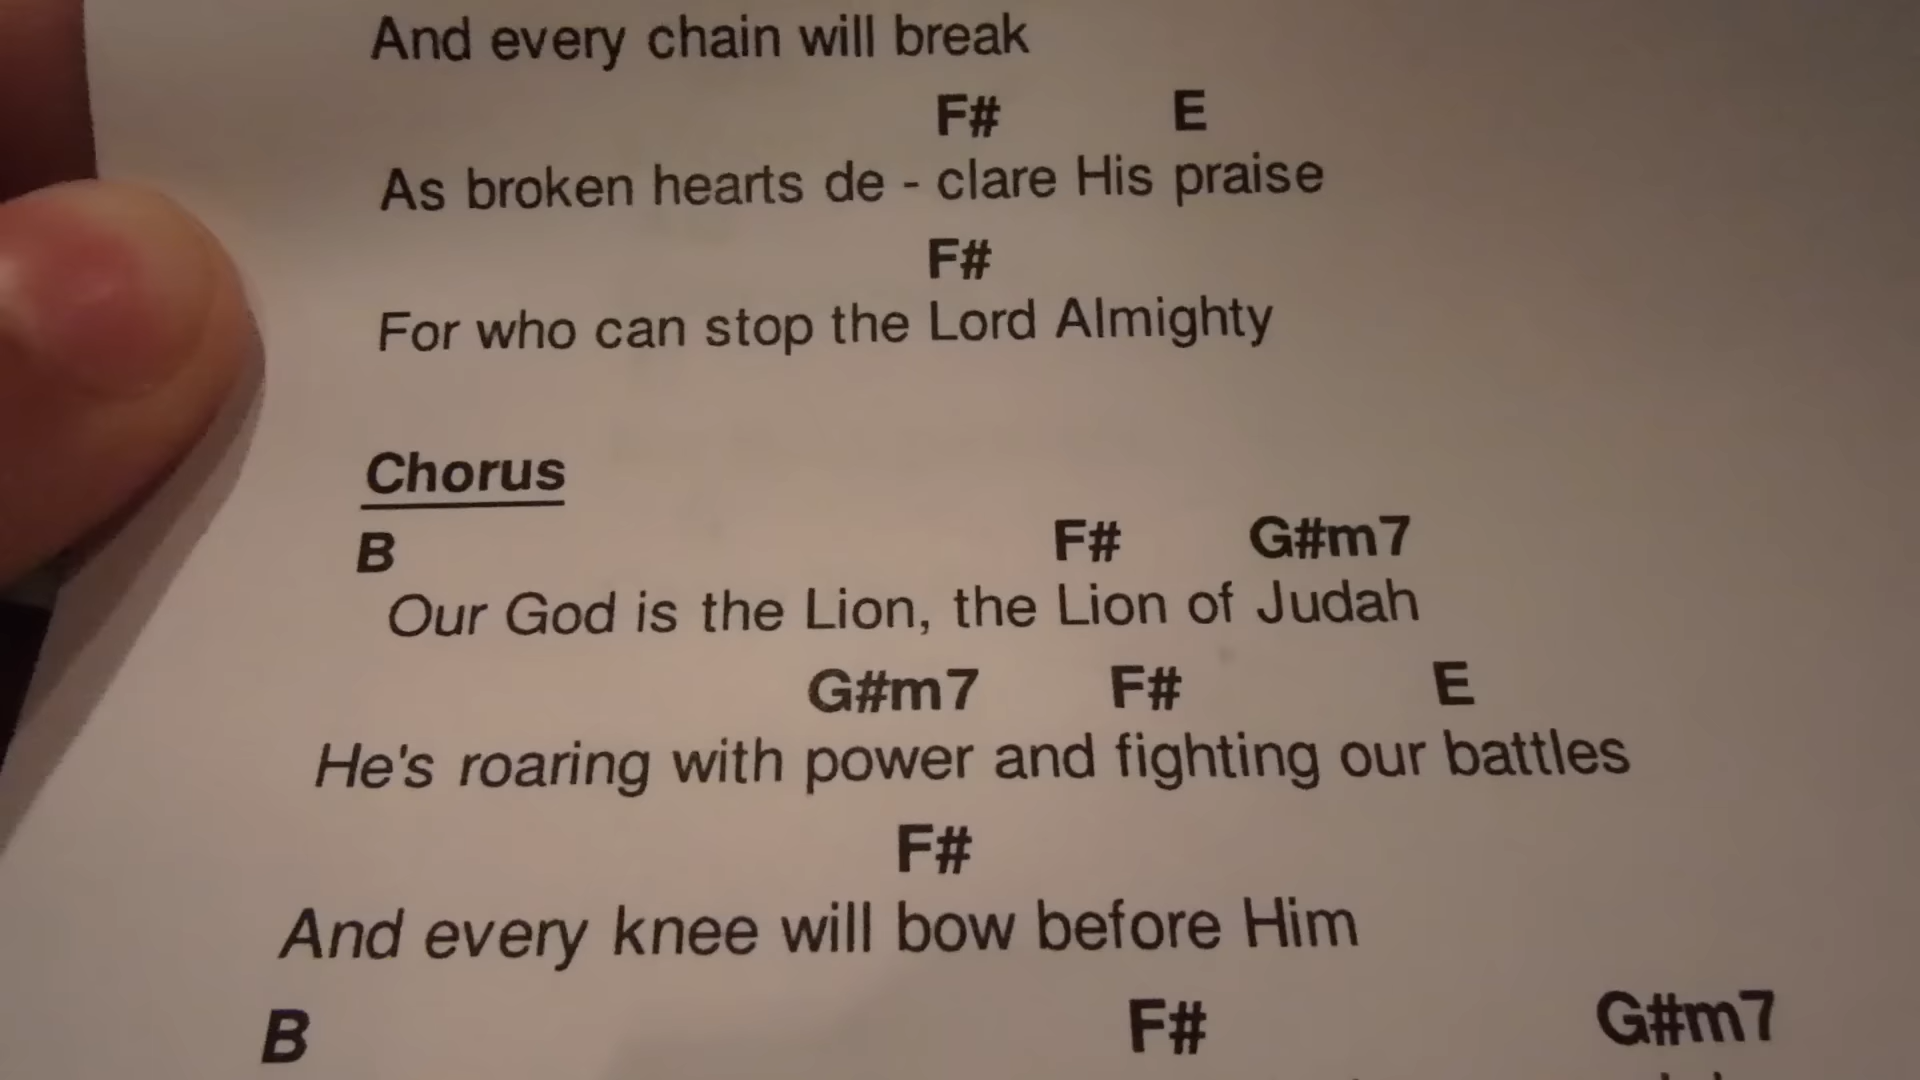 And every chain will break
F# E
As broken hearts de - clare His praise
F#
For who can stop the Lord Almighty
Chorus
B F# G#m7
Our God is the Lion, the Lion of Judah
G#m7 F# E
He's roaring with power and fighting our battles
F#
And every knee will bow before Him
B F# G#m7